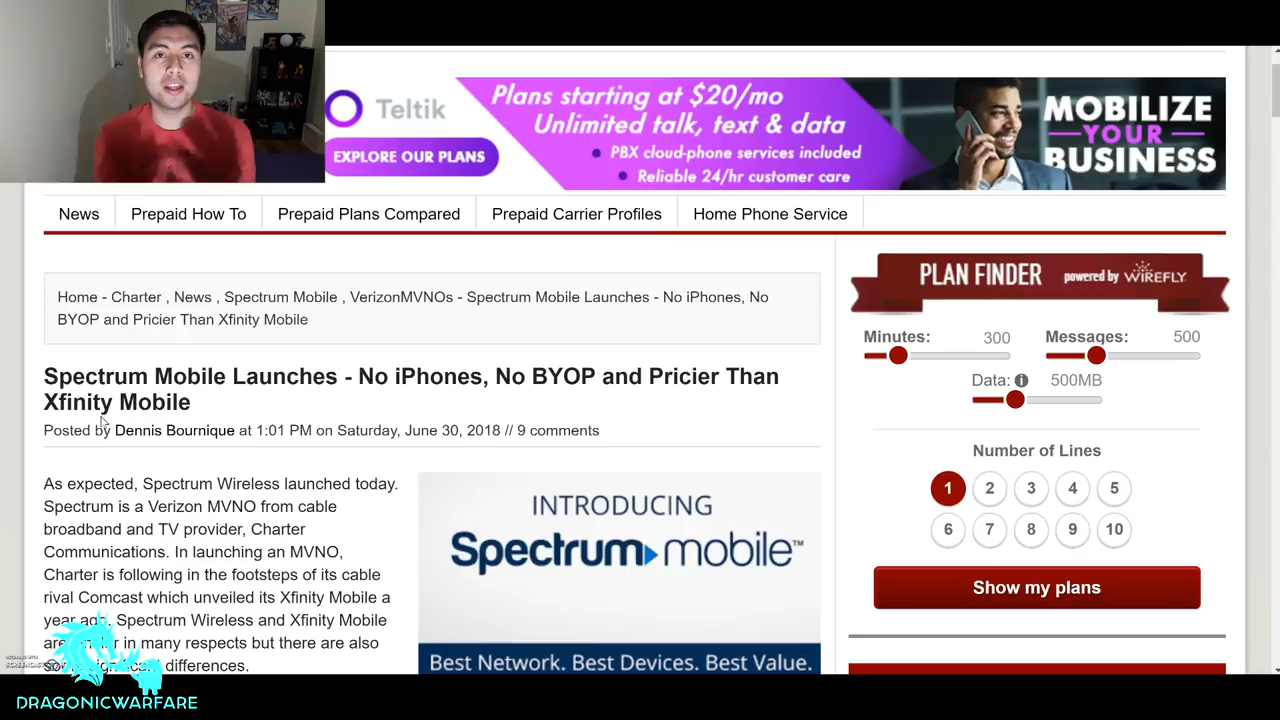 Teltik
EXPLORE OUR PLANS
Plans starting at $20/mo
Unlimited talk, text & data
PBX cloud-phone services included
Reliable 24/hr customer care
MOBILIZE
YOUR
BUSINESS
News
Prepaid How To
Prepaid Plans Compared
Prepaid Carrier Profiles
Home Phone Service
Home - Charter , News , Spectrum Mobile , VerizonMVNOs - Spectrum Mobile Launches - No iPhones, No
BYOP and Pricier Than Xfinity Mobile
Spectrum Mobile Launches - No iPhones, No BYOP and Pricier Than
Xfinity Mobile
Posted by Dennis Bournique at 1:01 PM on Saturday, June 30, 2018 // 9 comments
As expected, Spectrum Wireless launched today.
Spectrum is a Verizon MVNO from cable
broadband and TV provider, Charter
Communications. In launching an MVNO,
Charter is following in the footsteps of its cable
rival Comcast which unveiled its Xfinity Mobile a
year ago. Spectrum Wireless and Xfinity Mobile
are in many respects but there are also
differences.
INTRODUCING
Spectrum mobile™
Best Network. Best Devices. Best Value.
PLAN FINDER powered by WIREFLY
Minutes: 300
Messages: 500
Data: i 500MB
Number of Lines
1 2 3 4 5
6 7 8 9 10
Show my plans
DRAGONICWARFARE